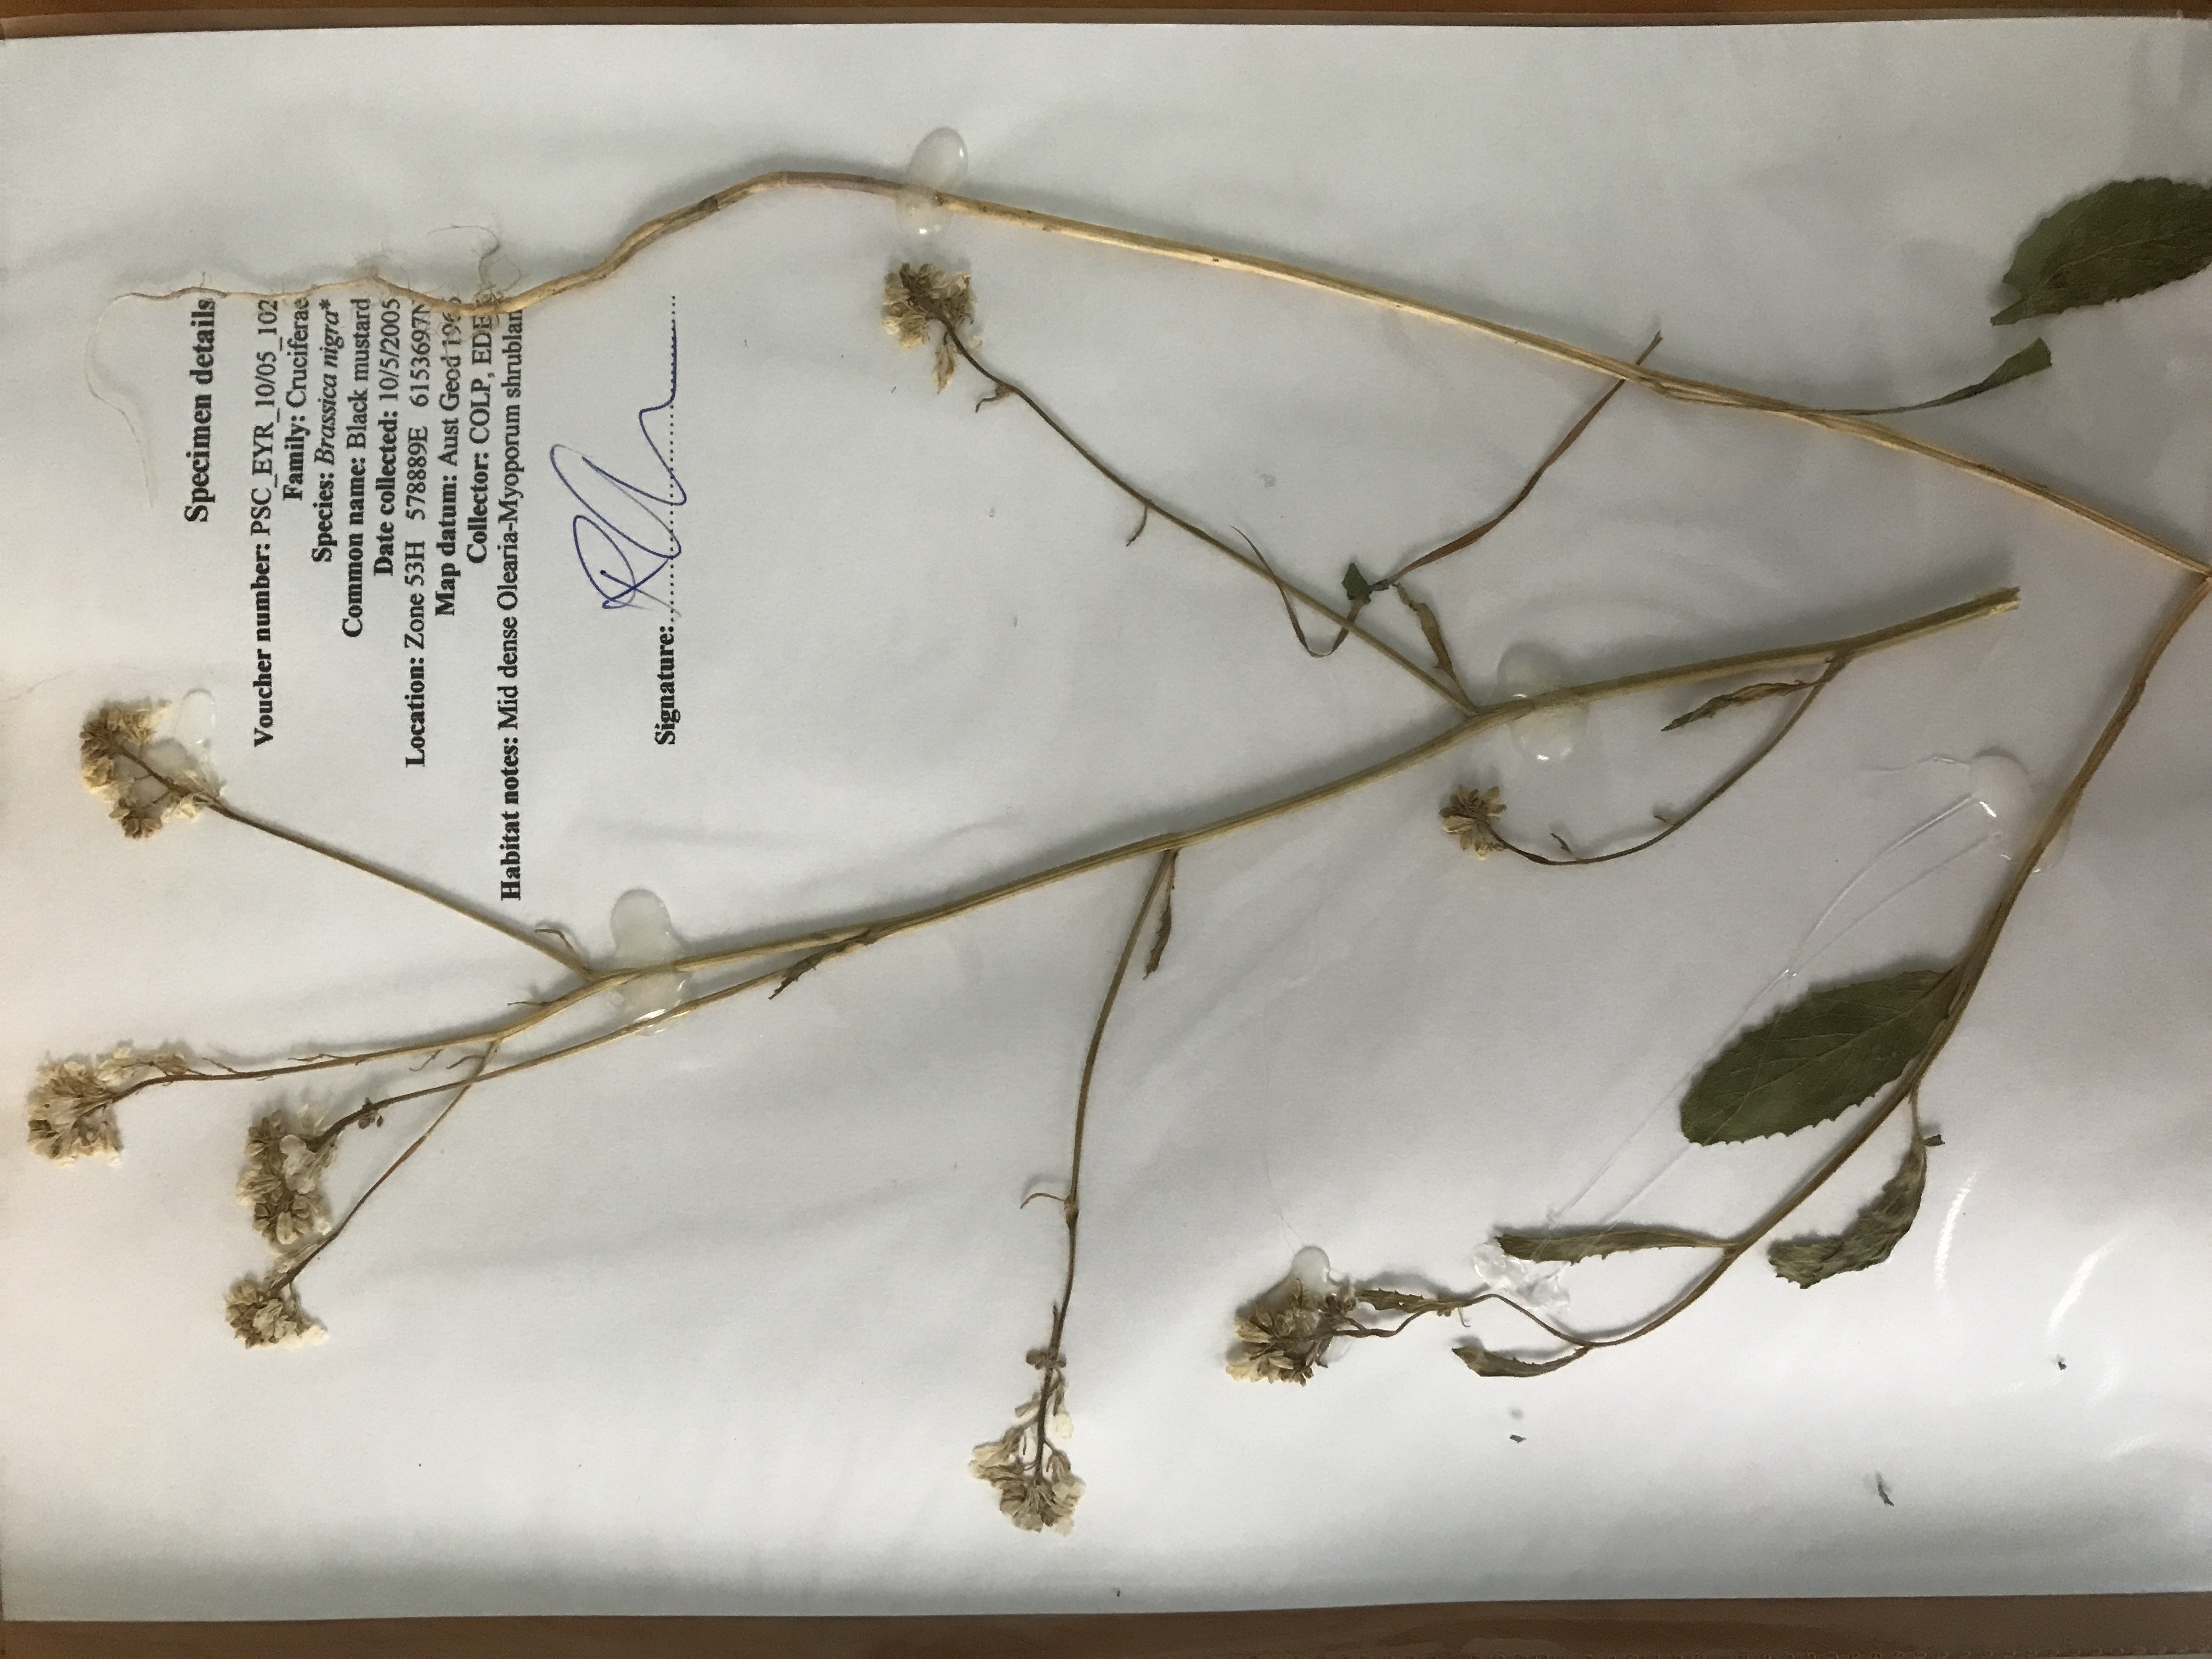 Specimen details
Voucher number: PSC_EYR_10/05_102
Family: Cruciferae
Species: Brassica nigra*
Common name: Black mustard
Date collected: 10/5/2005
Location: Zone 53H 578889E 6153697N
Map datum: Aust Geod 1966
Collector: COLP, EDE
Habitat notes: Mid dense Olearia-Myoporum shrublan
Signature: